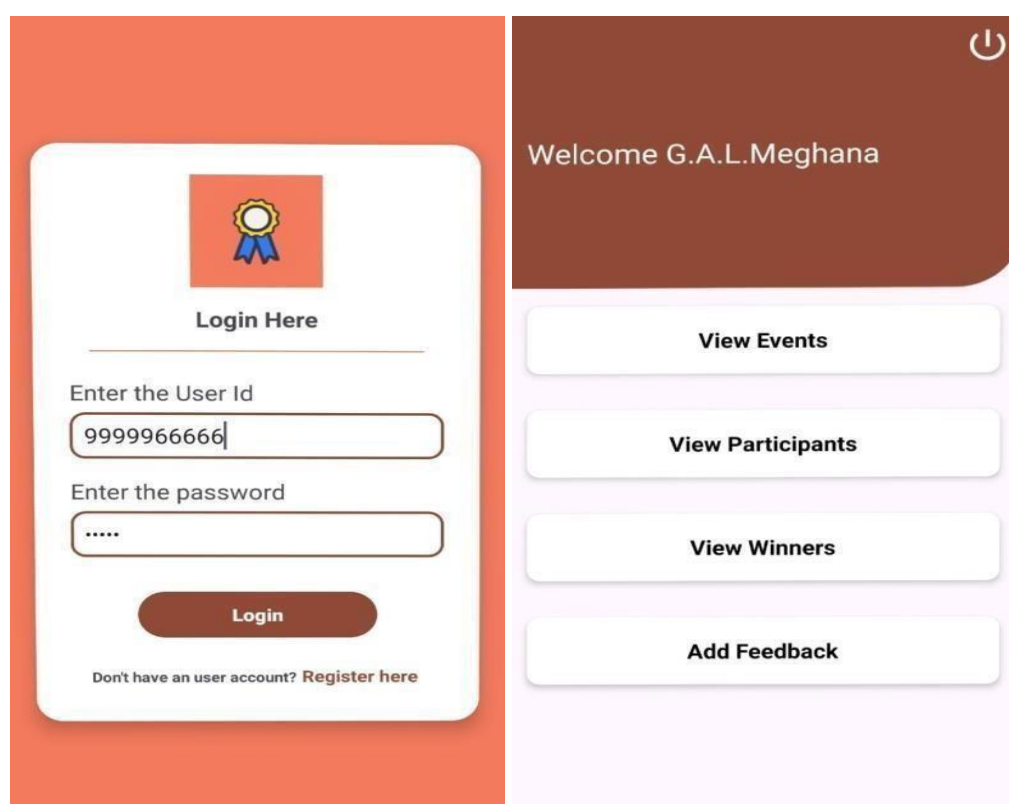 Login Here
Enter the User Id
9999966666
Enter the password
•••••
Login
Don't have an user account? Register here
Welcome G.A.L.Meghana
View Events
View Participants
View Winners
Add Feedback